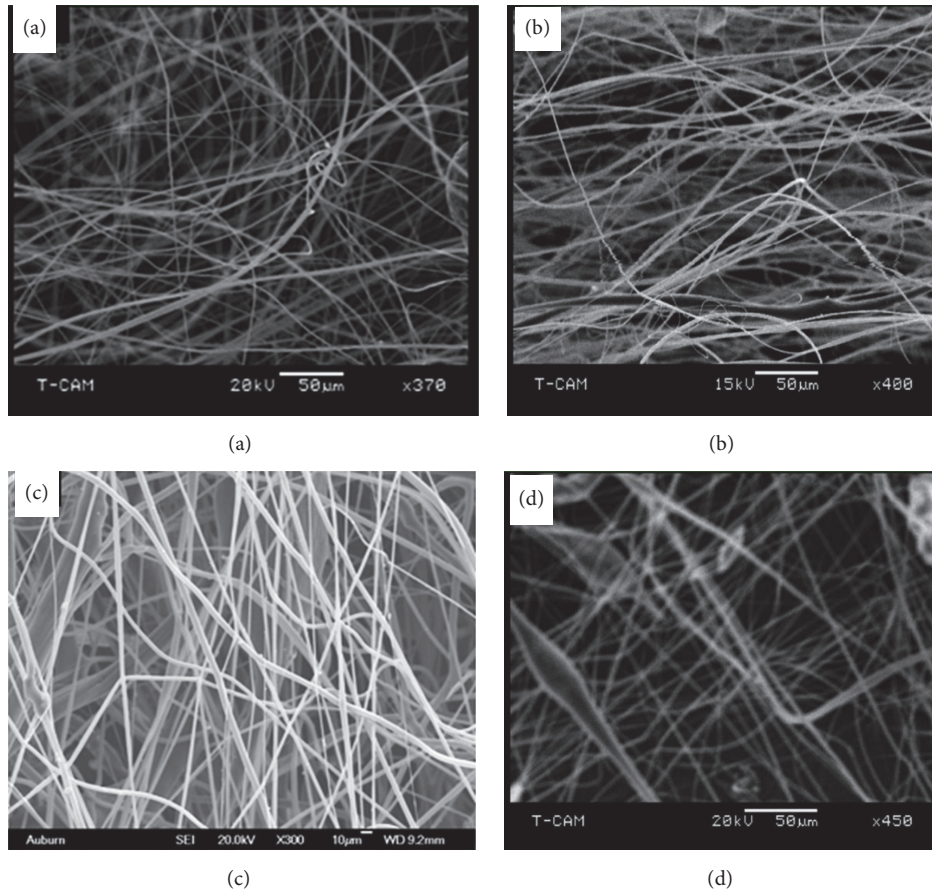 (a)
(b)
T-CAM 20kV 50μm x370
T-CAM 15kV 50μm x400
(a)
(b)
(c)
(d)
Auburn SEI 20.0kV X300 10μm WD 9.2mm
T-CAM 20kV 50μm x450
(c)
(d)